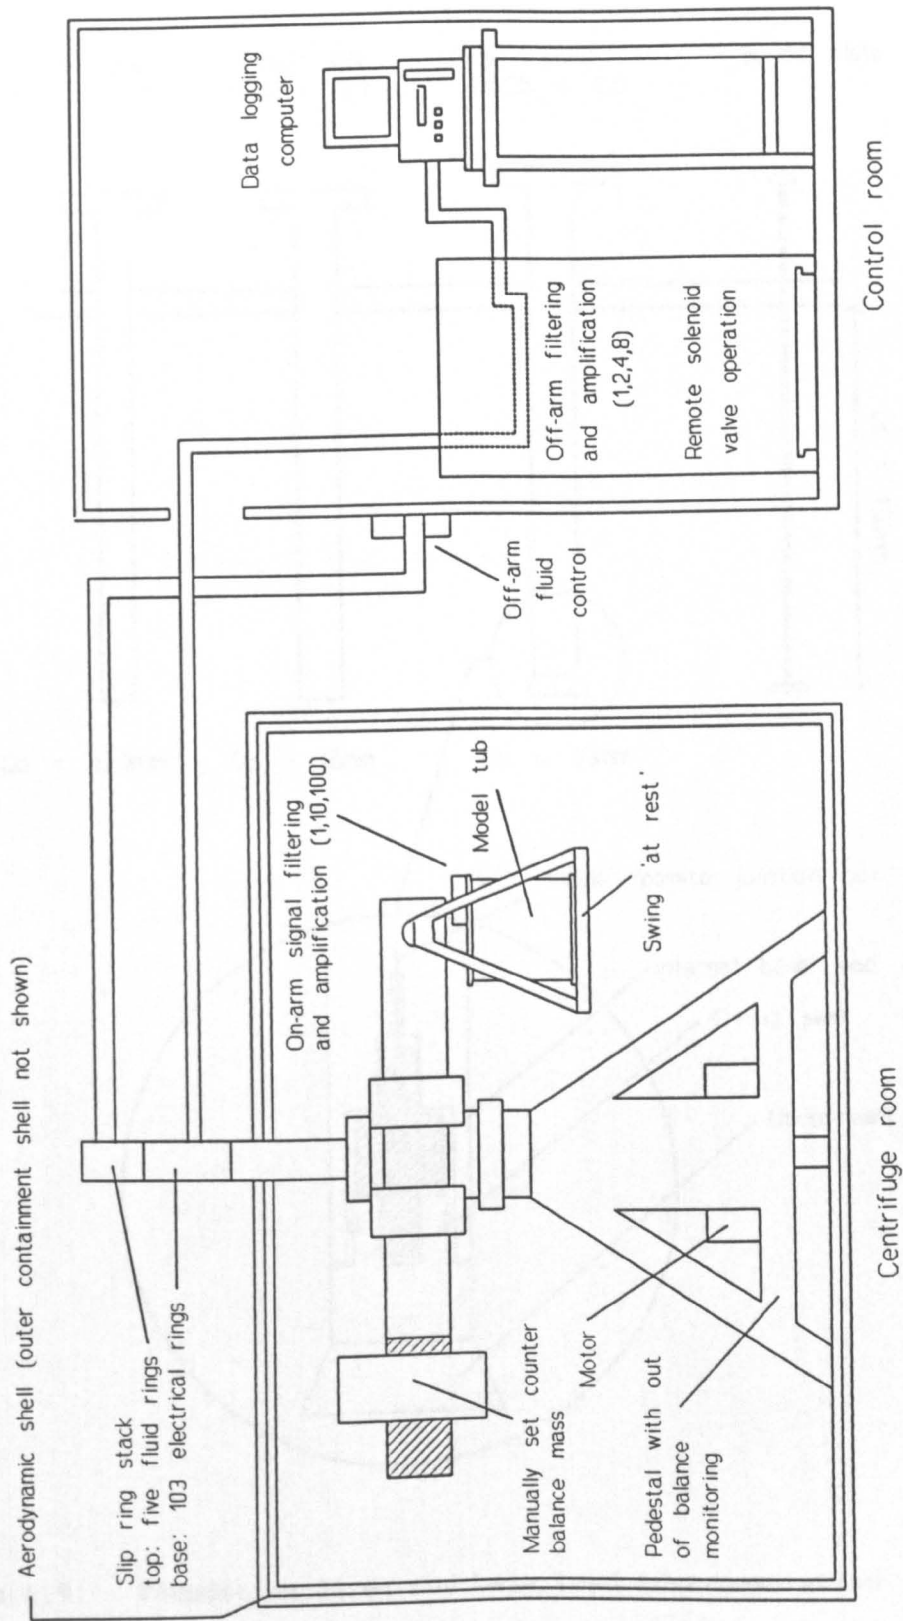 Aerodynamic shell (outer containment shell not shown)
Slip ring stack
top: five fluid rings
base: 103 electrical rings
On-arm signal filtering
and amplification (1,10,100)
Model tub
Swing 'at rest'
Manually set counter
balance mass
Motor
Pedestal with out
of balance
monitoring
Centrifuge room
Off-arm
fluid
control
Data logging
computer
Off-arm filtering
and amplification
(1,2,4,8)
Remote solenoid
valve operation
Control room